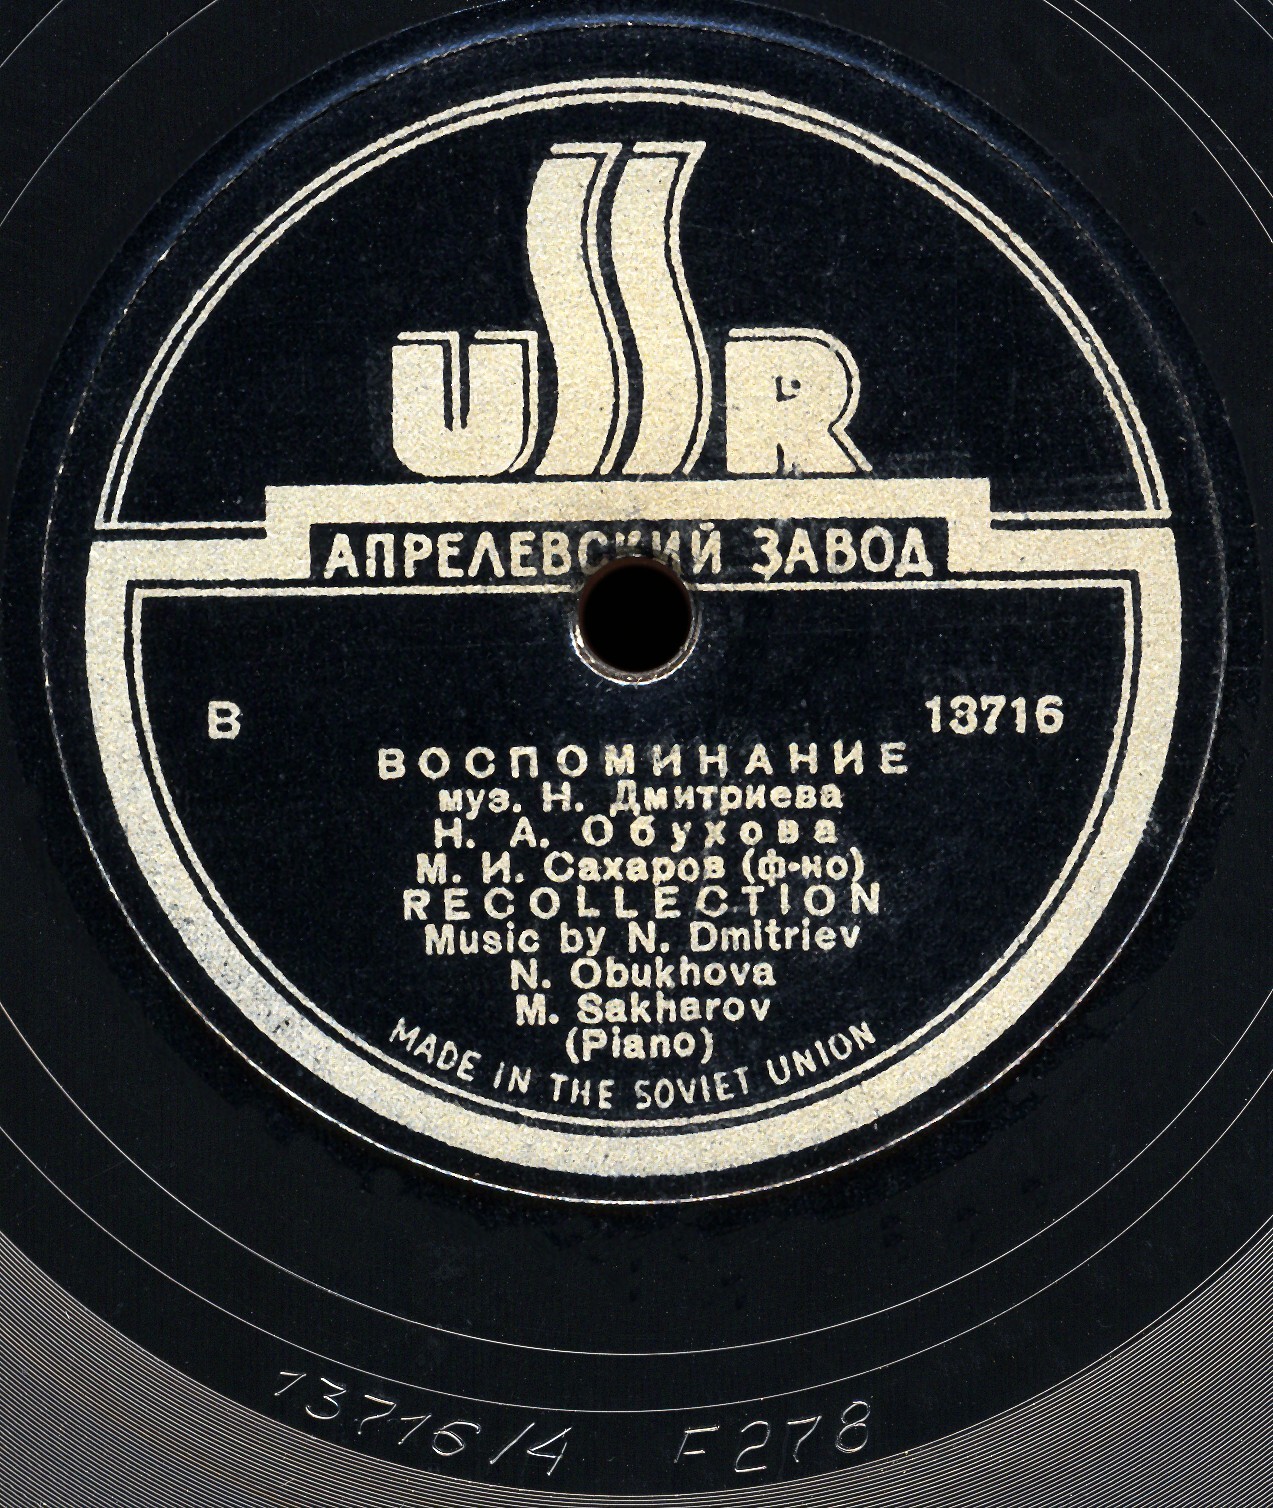 USSR
АПРЕЛЕВСКИЙ ЗАВОД
В 13716
ВОСПОМИНАНИЕ
муз. Н. Дмитриева
Н. А. Обухова
М. И. Сахаров (ф-но)
RECOLLECTION
Music by N. Dmitriev
N. Obukhova
M. Sakharov
(Piano)
MADE IN THE SOVIET UNION
13716/4 F278